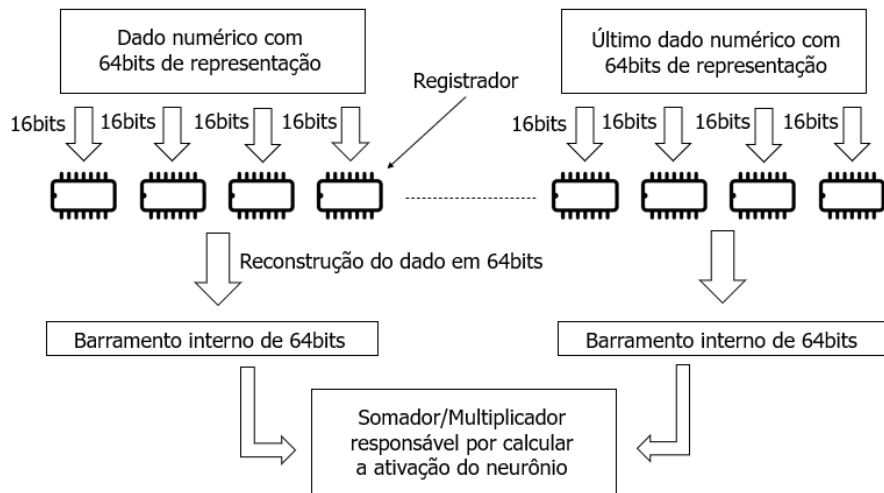 Dado numérico com
64bits de representação
Último dado numérico com
64bits de representação
Registrador
16bits
16bits
16bits
16bits
16bits
16bits
16bits
16bits
Reconstrução do dado em 64bits
Barramento interno de 64bits
Barramento interno de 64bits
Somador/Multiplicador
responsável por calcular
a ativação do neurônio